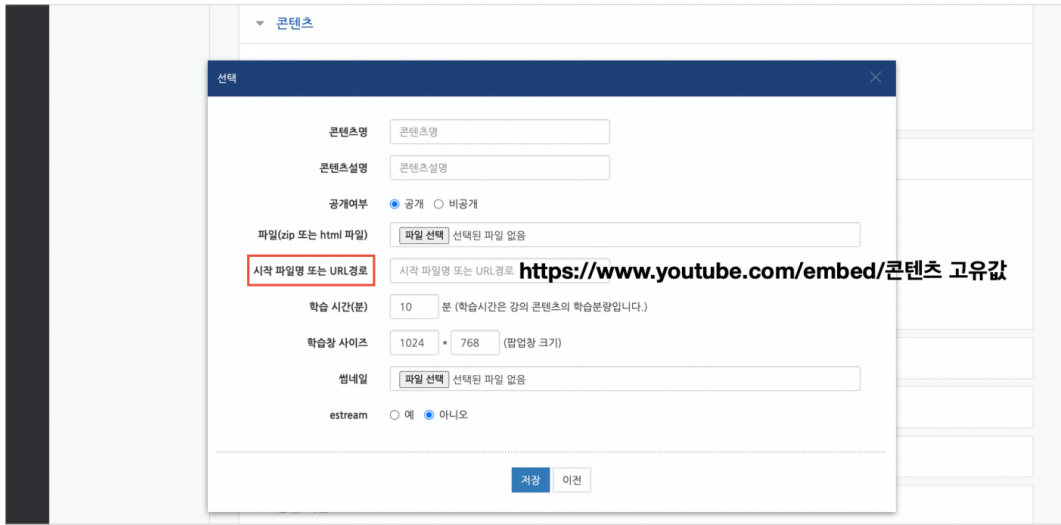 콘텐츠
선택
콘텐츠명 콘텐츠명
콘텐츠설명 콘텐츠설명
공개여부 공개 비공개
파일(zip 또는 html 파일) 파일 선택 선택된 파일 없음
시작 파일명 또는 URL경로 시작 파일명 또는 URL경로 https://www.youtube.com/embed/콘텐츠 고유값
학습 시간(분) 10 분 (학습시간은 강의 콘텐츠의 학습분량입니다.)
학습창 사이즈 1024 * 768 (팝업창 크기)
썸네일 파일 선택 선택된 파일 없음
estream 예 아니오
저장 이전